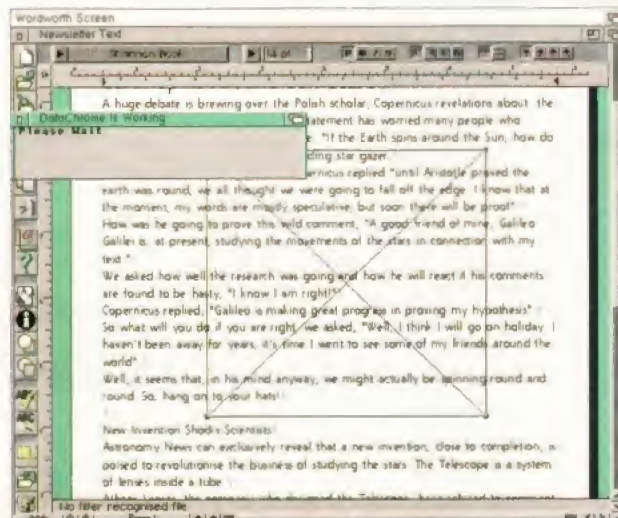 Wordworth Screen
Newsletter Text
Shannon Book
14 pt
A huge debate is brewing over the Polish scholar, Copernicus revelations about the
DataChrome Is Working
Please Wait
atement has worried many people who
e. "If the Earth spins around the Sun, how do
ding star gazer.
ernicus replied "until Aristotle proved the
earth was round, we all thought we were going to fall off the edge. I know that at
the moment, my words are mostly speculative, but soon there will be proof"
How was he going to prove this wild comment, "A good friend of mine, Galileo
Galilei is, at present, studying the movements of the stars in connection with my
text."
We asked how well the research was going and how he will react if his comments
are found to be hasty, "I know I am right!"
Copernicus replied, "Galileo is making great progress in proving my hypothesis"
So what will you do if you are right, we asked, "Well, I think I will go on holiday. I
haven't been away for years, it's time I went to see some of my friends around the
world"
Well, it seems that, in his mind anyway, we might actually be spinning round and
round. So, hang on to your hats!
New Invention Shocks Scientists
Astronomy News can exclusively reveal that a new invention, close to completion, is
poised to revolutionise the business of studying the stars. The Telescope is a system
of lenses inside a tube.
No filter recognised file